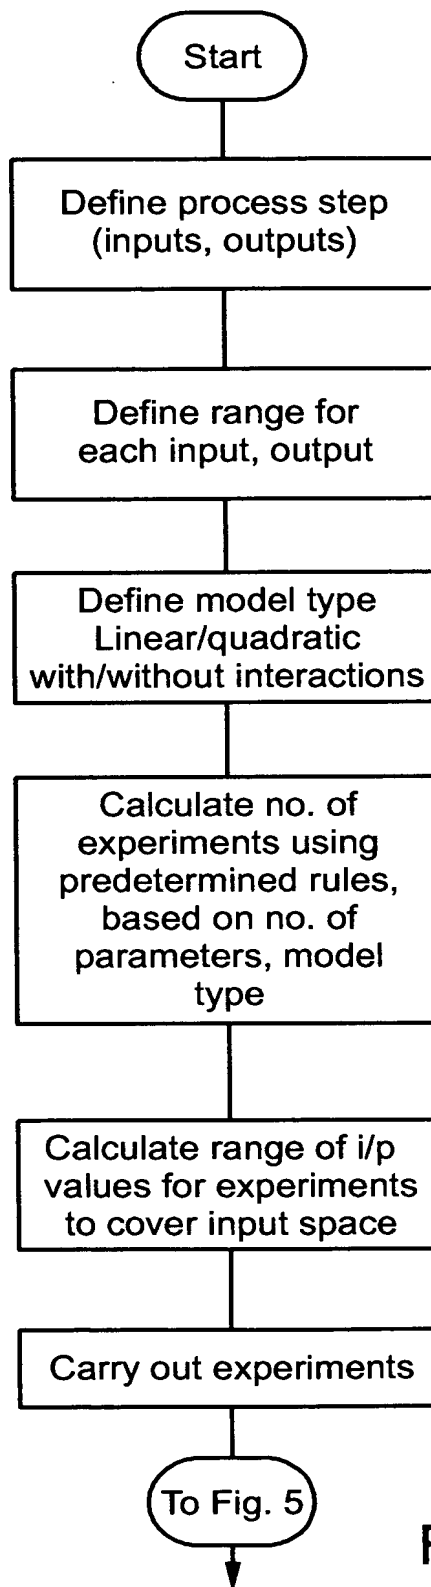 Start
Define process step
(inputs, outputs)
Define range for
each input, output
Define model type
Linear/quadratic
with/without interactions
Calculate no. of
experiments using
predetermined rules,
based on no. of
parameters, model
type
Calculate range of i/p
values for experiments
to cover input space
Carry out experiments
To Fig. 5